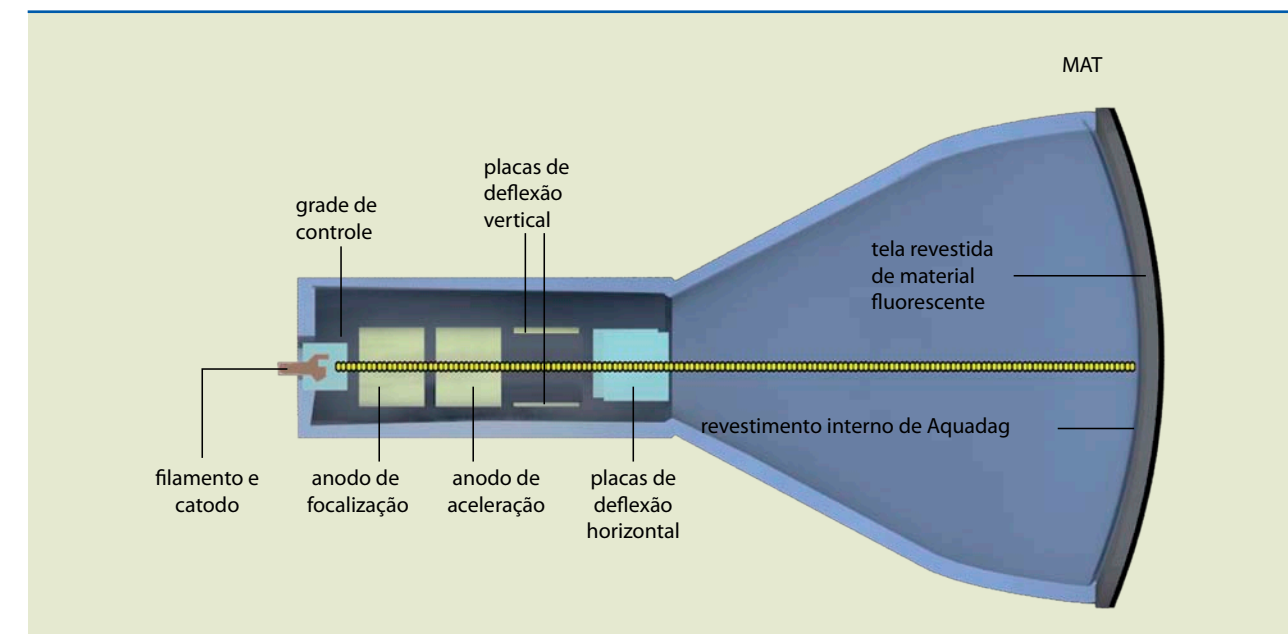 MAT
placas de
deflexão
vertical
grade de
controle
tela revestida
de material
fluorescente
revestimento interno de Aquadag
filamento e
catodo
anodo de
focalização
anodo de
aceleração
placas de
deflexão
horizontal